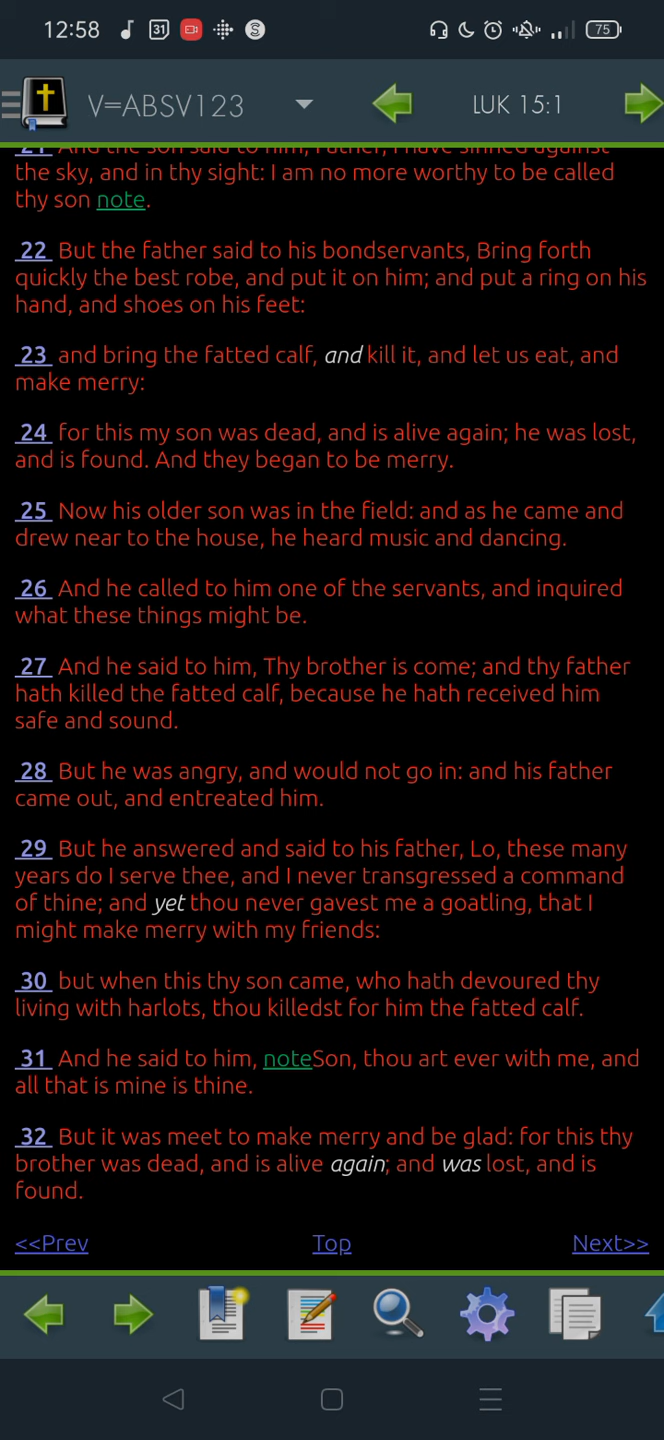 12:58
31
75
V=ABSV123
LUK 15:1
21 And the son said to him, Father, I have sinned against
the sky, and in thy sight: I am no more worthy to be called
thy son note.
22 But the father said to his bondservants, Bring forth
quickly the best robe, and put it on him; and put a ring on his
hand, and shoes on his feet:
23 and bring the fatted calf, and kill it, and let us eat, and
make merry:
24 for this my son was dead, and is alive again; he was lost,
and is found. And they began to be merry.
25 Now his older son was in the field: and as he came and
drew near to the house, he heard music and dancing.
26 And he called to him one of the servants, and inquired
what these things might be.
27 And he said to him, Thy brother is come; and thy father
hath killed the fatted calf, because he hath received him
safe and sound.
28 But he was angry, and would not go in: and his father
came out, and entreated him.
29 But he answered and said to his father, Lo, these many
years do I serve thee, and I never transgressed a command
of thine; and yet thou never gavest me a goatling, that I
might make merry with my friends:
30 but when this thy son came, who hath devoured thy
living with harlots, thou killedst for him the fatted calf.
31 And he said to him, noteSon, thou art ever with me, and
all that is mine is thine.
32 But it was meet to make merry and be glad: for this thy
brother was dead, and is alive again; and was lost, and is
found.
<<Prev
Top
Next>>